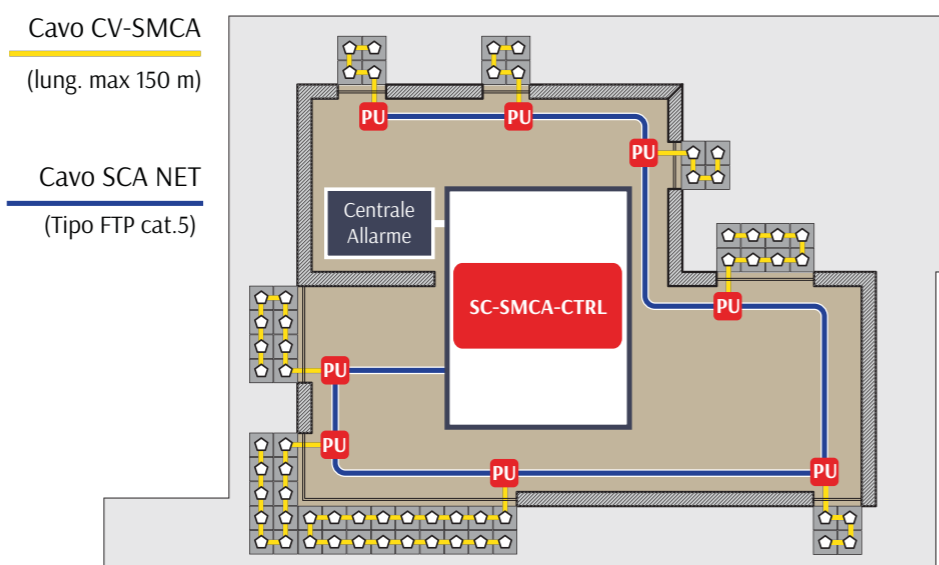 Cavo CV-SMCA
(lung. max 150 m)
Cavo SCA NET
(Tipo FTP cat.5)
PU
PU
PU
Centrale
Allarme
SC-SMCA-CTRL
PU
PU
PU
PU
PU